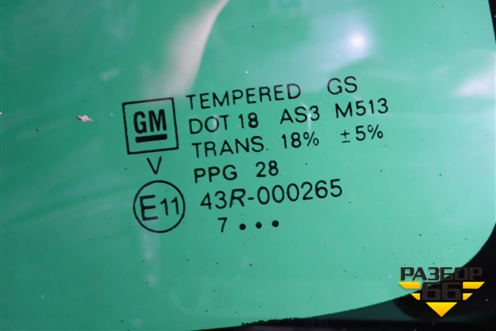 TEMPERED GS
GM
DOT 18 AS3 M513
TRANS. 18% ±5%
V
PPG 28
E11
43R-000265
7 •••
РАЗБОР
66